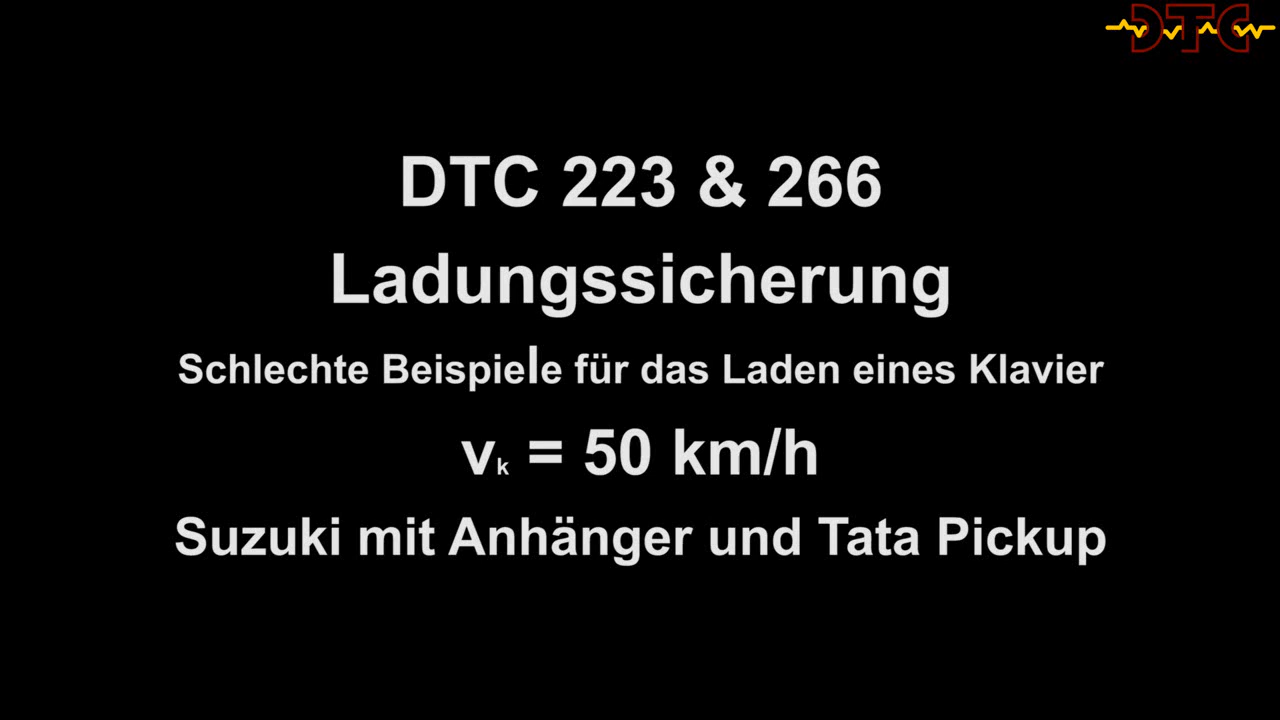 DTC
DTC 223 & 266
Ladungssicherung
Schlechte Beispiele für das Laden eines Klavier
vk = 50 km/h
Suzuki mit Anhänger und Tata Pickup